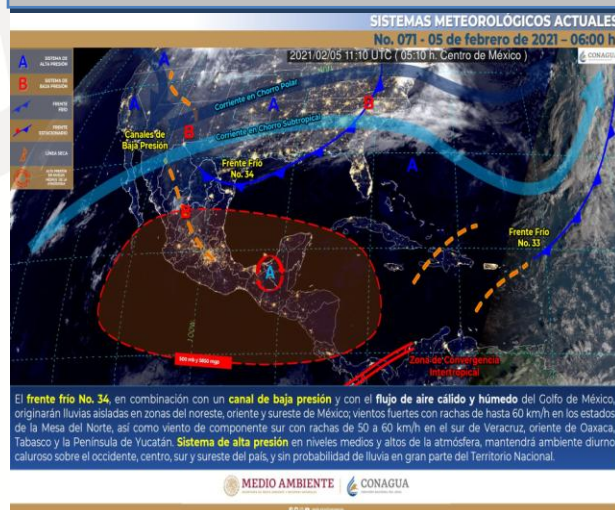 SISTEMAS METEOROLÓGICOS ACTUALES
No. 071 - 05 de febrero de 2021 – 06:00 h
2021/02/05 11:10 UTC ( 05:10 h. Centro de México )
CONAGUA
A
SISTEMA DE
ALTA PRESIÓN
B
SISTEMA DE
BAJA PRESIÓN
FRENTE
FRÍO
FRENTE
ESTACIONARIO
LÍNEA SECA
A
A
A
B
B
B
A
A
Corriente en Chorro Polar
Corriente en Chorro Subtropical
Canales de
Baja Presión
Frente Frío
No. 34
Frente Frío
No. 33
Zona de Convergencia
Intertropical
El frente frío No. 34, en combinación con un canal de baja presión y con el flujo de aire cálido y húmedo del Golfo de México,
originarán lluvias aisladas en zonas del noreste, oriente y sureste de México; vientos fuertes con rachas de hasta 60 km/h en los estados
de la Mesa del Norte, así como viento de componente sur con rachas de 50 a 60 km/h en el sur de Veracruz, oriente de Oaxaca,
Tabasco y la Península de Yucatán. Sistema de alta presión en niveles medios y altos de la atmósfera, mantendrá ambiente diurno
caluroso sobre el occidente, centro, sur y sureste del país, y sin probabilidad de lluvia en gran parte del Territorio Nacional.
MEDIO AMBIENTE
CONAGUA